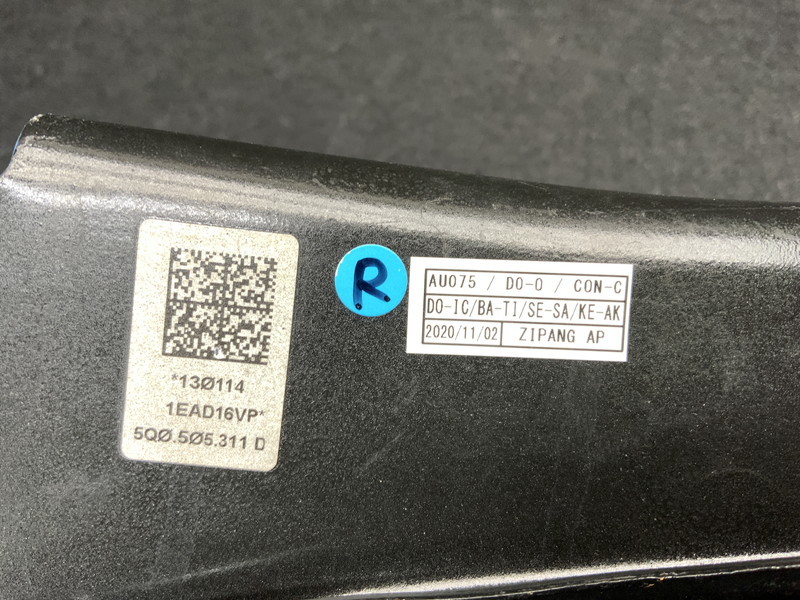 *13Ø114
1EAD16VP*
5QØ.5Ø5.311 D
R
AU075 / DO-O / CON-C
DO-IC/BA-TI/SE-SA/KE-AK
2020/11/02 ZIPANG AP